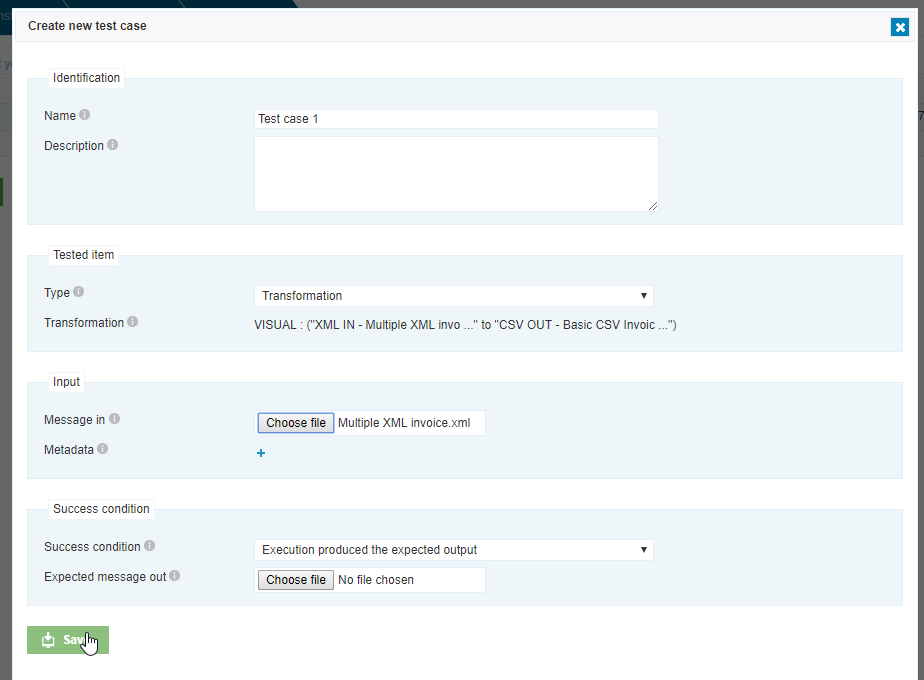 Create new test case
Identification
Name
Test case 1
Description
Tested item
Type
Transformation
Transformation
VISUAL : ("XML IN - Multiple XML invo ..." to "CSV OUT - Basic CSV Invoic ...")
Input
Message in
Choose file Multiple XML invoice.xml
Metadata
+
Success condition
Success condition
Execution produced the expected output
Expected message out
Choose file No file chosen